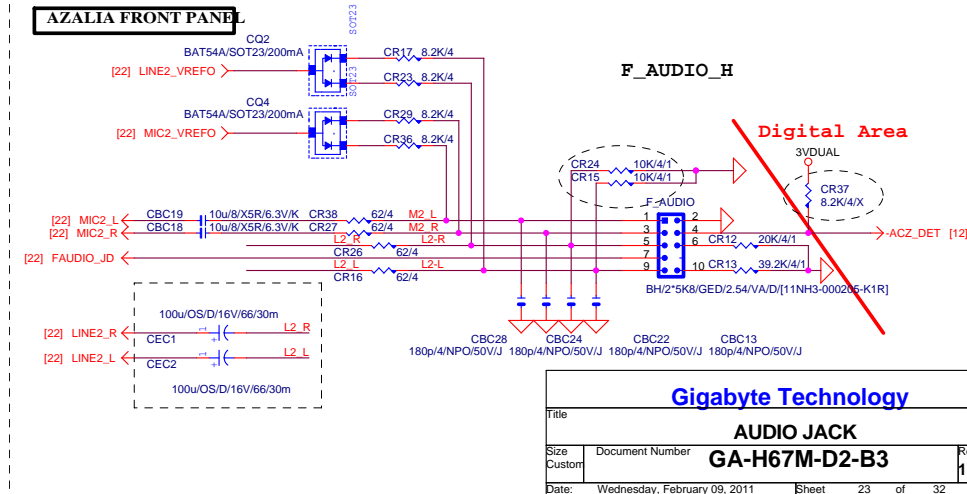 AZALIA FRONT PANEL
SOT23
CQ2
BAT54A/SOT23/200mA
CR17 8.2K/4
[22] LINE2_VREFO
CR23 8.2K/4
SOT23
F_AUDIO_H
CQ4
BAT54A/SOT23/200mA
CR29 8.2K/4
[22] MIC2_VREFO
CR36 8.2K/4
Digital Area
3VDUAL
CR24 10K/4/1
CR15 10K/4/1
CR37
8.2K/4/X
F_AUDIO
[22] MIC2_L CBC19 10u/8/X5R/6.3V/K CR38 62/4 M2_L 1 2
[22] MIC2_R CBC18 10u/8/X5R/6.3V/K CR27 62/4 M2_R 3 4 -ACZ_DET [12]
L2_R L2-R 5 6 CR12 20K/4/1
CR26 62/4
[22] FAUDIO_JD 7
L2_L L2-L 9 10 CR13 39.2K/4/1
CR16 62/4
BH/2*5K8/GED/2.54/VA/D/[11NH3-000205-K1R]
100u/OS/D/16V/66/30m
[22] LINE2_R 1 + L2_R
CEC1
[22] LINE2_L 1 + L2_L
CEC2
100u/OS/D/16V/66/30m
CBC28 CBC24 CBC22 CBC13
180p/4/NPO/50V/J 180p/4/NPO/50V/J 180p/4/NPO/50V/J 180p/4/NPO/50V/J
Gigabyte Technology
Title
AUDIO JACK
Size Document Number
Custom GA-H67M-D2-B3
Date: Wednesday, February 09, 2011 Sheet 23 of 32